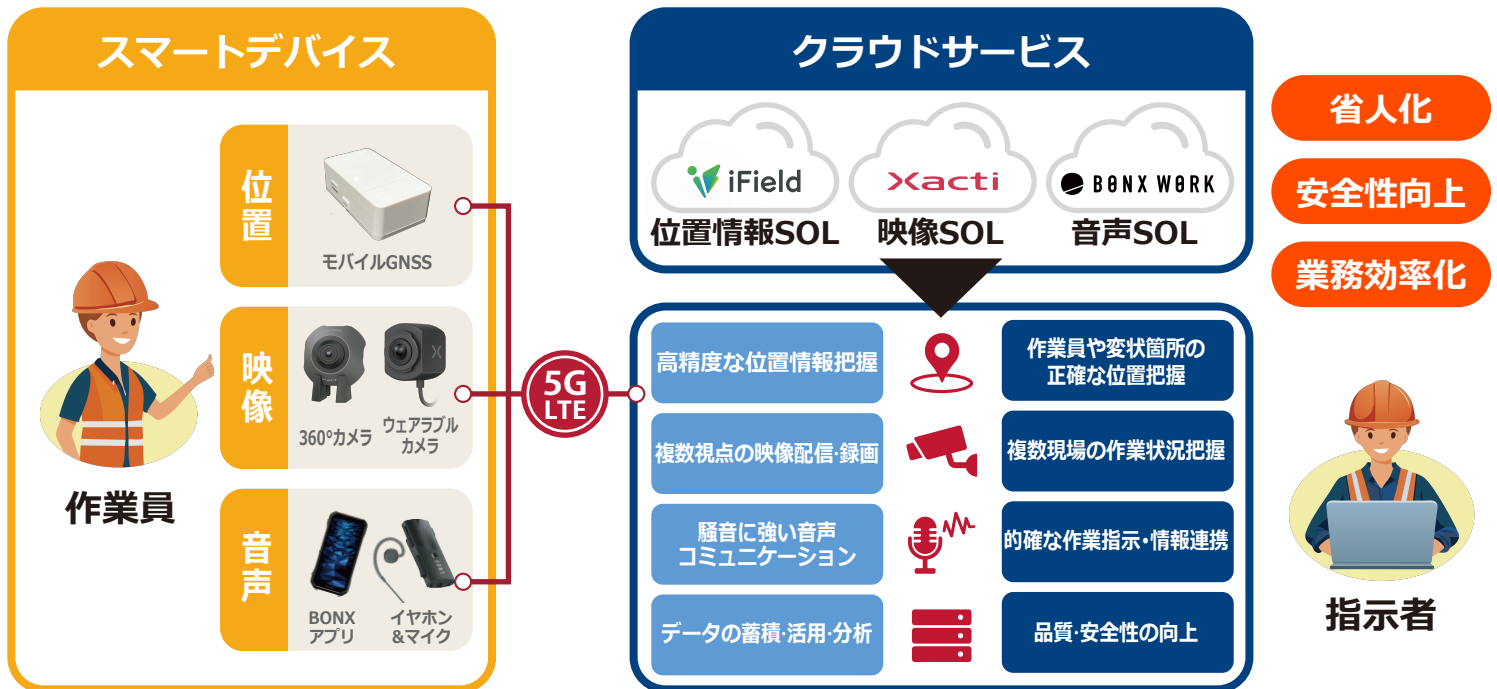 スマートデバイス
作業員
位置
モバイルGNSS
映像
360°カメラ
ウェアラブル
カメラ
音声
BONX
アプリ
イヤホン
&マイク
5G
LTE
クラウドサービス
iField
位置情報SOL
Xacti
映像SOL
BONX WORK
音声SOL
高精度な位置情報把握
作業員や変状箇所の
正確な位置把握
複数視点の映像配信・録画
複数現場の作業状況把握
騒音に強い音声
コミュニケーション
的確な作業指示・情報連携
データの蓄積・活用・分析
品質・安全性の向上
省人化
安全性向上
業務効率化
指示者